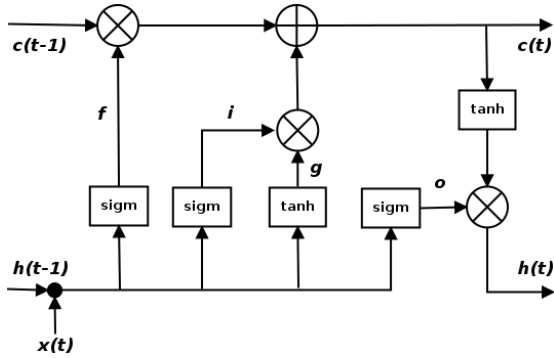 c(t-1)
c(t)
tanh
f
i
g
o
sigm
sigm
tanh
sigm
h(t-1)
h(t)
x(t)